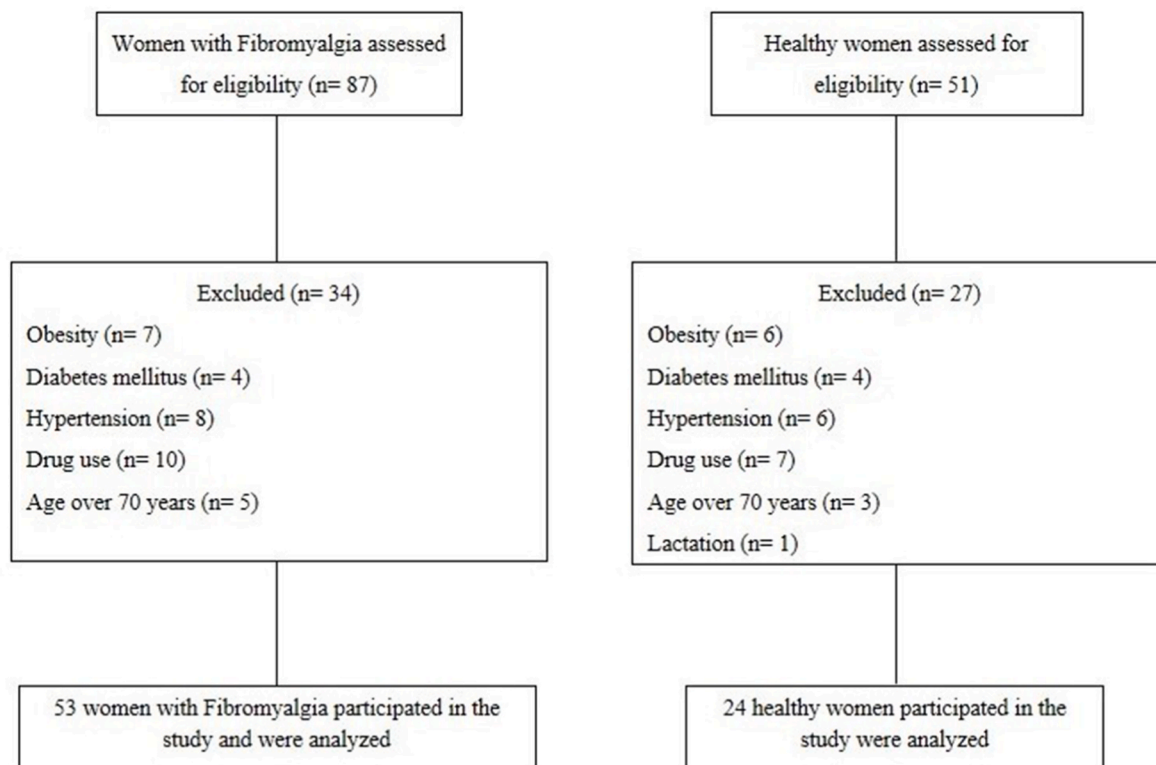 Women with Fibromyalgia assessed
for eligibility (n= 87)
Healthy women assessed for
eligibility (n= 51)
Excluded (n= 34)
Obesity (n= 7)
Diabetes mellitus (n= 4)
Hypertension (n= 8)
Drug use (n= 10)
Age over 70 years (n= 5)
Excluded (n= 27)
Obesity (n= 6)
Diabetes mellitus (n= 4)
Hypertension (n= 6)
Drug use (n= 7)
Age over 70 years (n= 3)
Lactation (n= 1)
53 women with Fibromyalgia participated in the
study and were analyzed
24 healthy women participated in the
study were analyzed